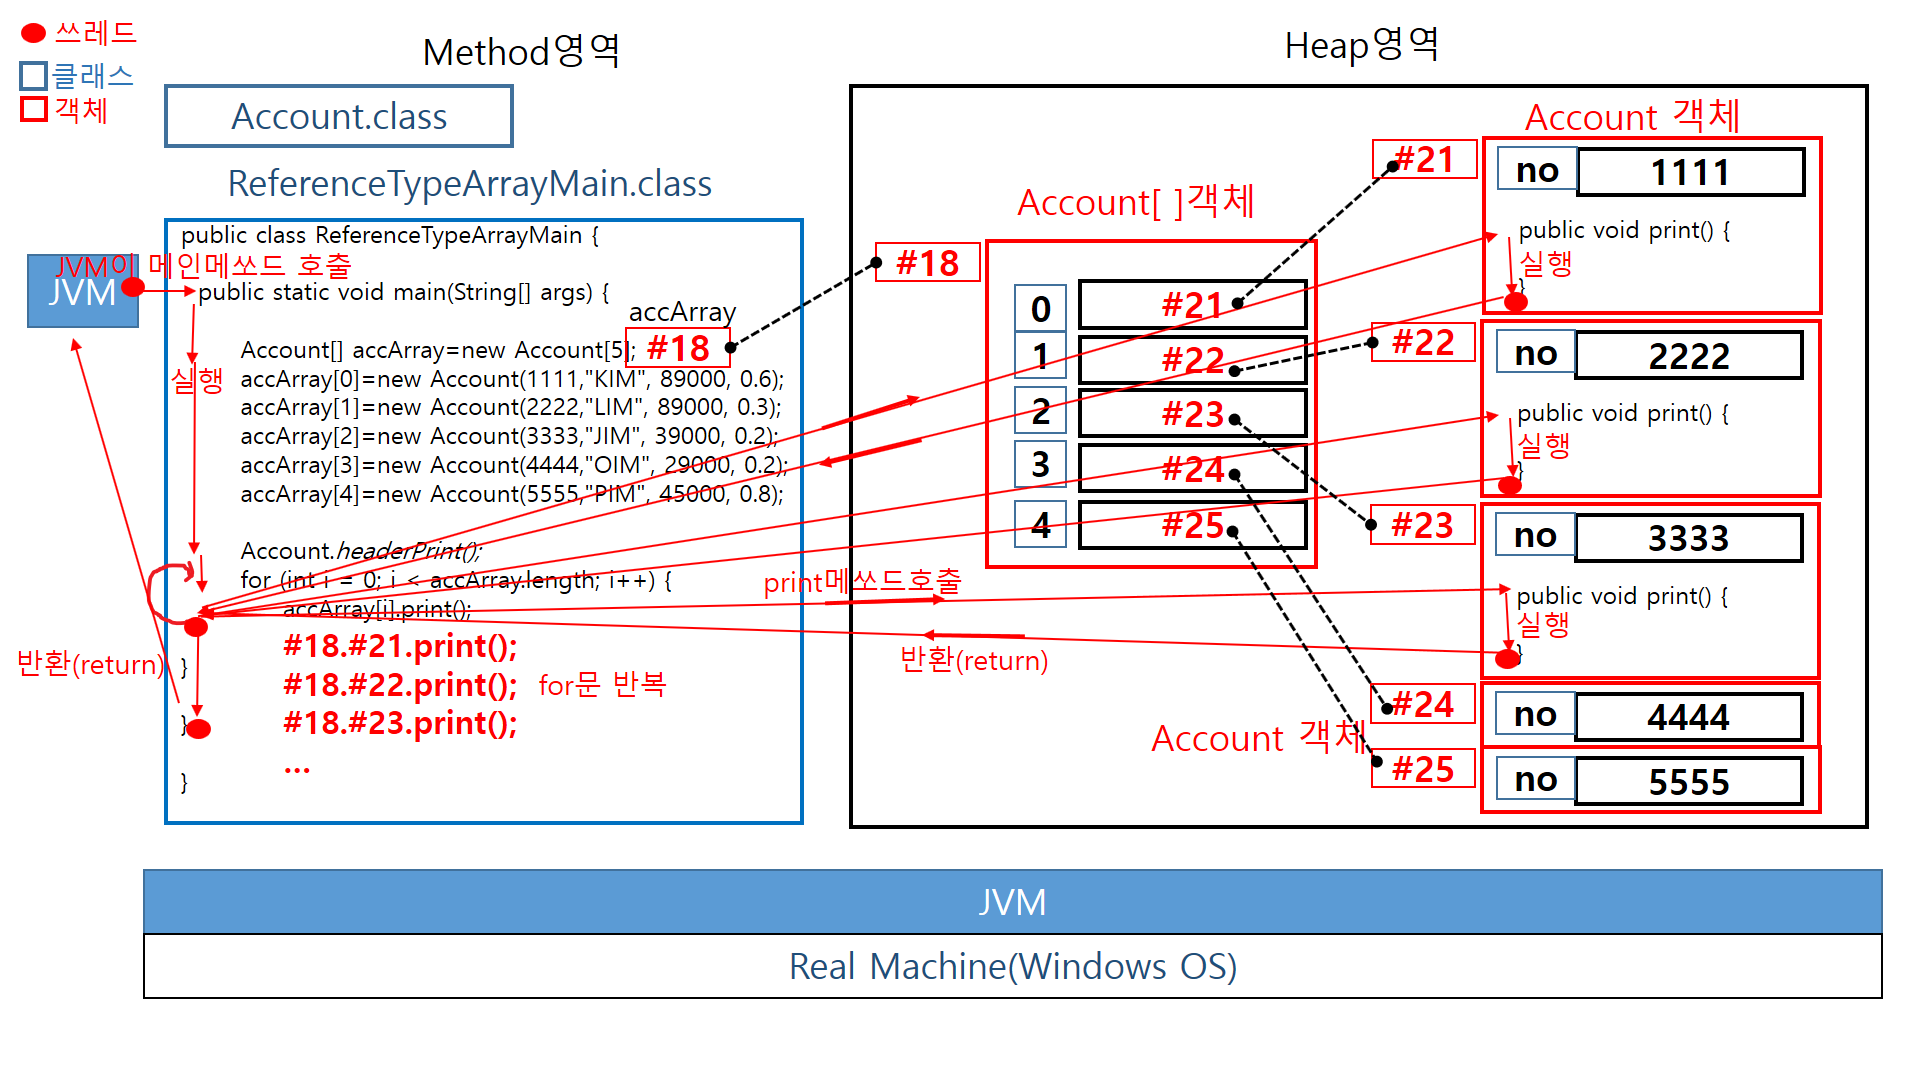 쓰레드
클래스
객체
Method영역
Heap영역
Account.class
ReferenceTypeArrayMain.class
public class ReferenceTypeArrayMain {
JVM이 메인메쏘드 호출
JVM
public static void main(String[] args) {
accArray
Account[] accArray=new Account[5]; #18
실행
accArray[0]=new Account(1111,"KIM", 89000, 0.6);
accArray[1]=new Account(2222,"LIM", 89000, 0.3);
accArray[2]=new Account(3333,"JIM", 39000, 0.2);
accArray[3]=new Account(4444,"OIM", 29000, 0.2);
accArray[4]=new Account(5555,"PIM", 45000, 0.8);
Account.headerPrint();
for (int i = 0; i < accArray.length; i++) {
accArray[i].print();
#18.#21.print();
반환(return)
}
#18.#22.print(); for문 반복
#18.#23.print();
}
...
}
print메쏘드호출
반환(return)
#18
Account[ ]객체
0 #21
1 #22
2 #23
3 #24
4 #25
Account 객체
#21
no 1111
public void print() {
실행
}
#22
no 2222
public void print() {
실행
}
#23
no 3333
public void print() {
실행
}
#24
no 4444
Account 객체
#25
no 5555
JVM
Real Machine(Windows OS)